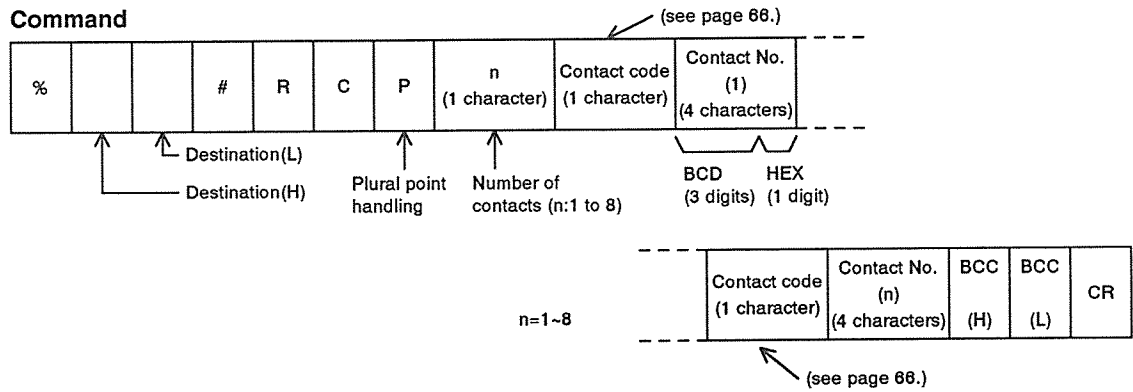 Command
(see page 66.)
% # R C P n Contact code Contact No.
(1 character) (1 character) (1)
(4 characters)
Destination(L)
Destination(H)
Plural point
handling
Number of
contacts (n:1 to 8)
BCD HEX
(3 digits) (1 digit)
n=1~8
Contact code
(1 character)
Contact No.
(n)
(4 characters)
BCC
(H)
BCC
(L)
CR
(see page 66.)